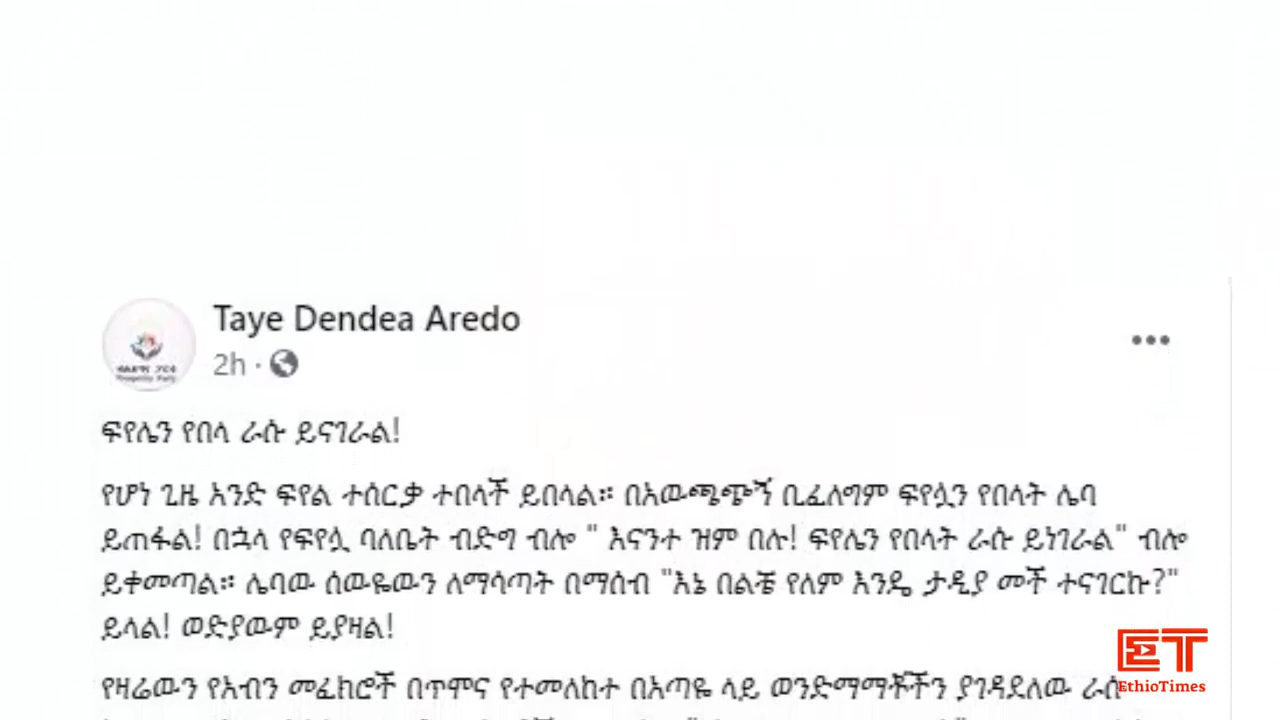 Taye Dendea Aredo
2h ·
ፍየሌን የበላ ራሱ ይናገራል!
የሆነ ጊዜ አንድ ፍየል ተሰርቃ ተበላች ይበላል። በአውጫጭኝ ቢፈለግም ፍየሏን የበላት ሌባ
ይጠፋል! በኋላ የፍየሏ ባለቤት ብድግ ብሎ " እናንተ ዝም በሉ! ፍየሌን የበላት ራሱ ይነገራል" ብሎ
ይቀመጣል። ሌባው ሰውዬውን ለማሳጣት በማሰብ "እኔ በልቼ የለም እንዴ ታዲያ መች ተናገርኩ?"
ይላል! ወድያውም ይያዛል!
የዛሬውን የአብን መፈክሮች በጥሞና የተመለከተ በአጣዬ ላይ ወንድማማቾችን ያገዳደለው ራሱ
ET
EthioTimes